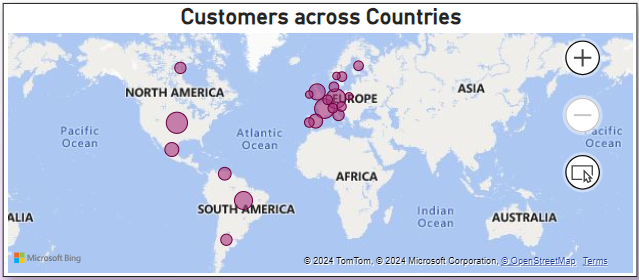 Customers across Countries
NORTH AMERICA
EUROPE
ASIA
Pacific
Ocean
Atlantic
Ocean
Pacific
Ocean
AFRICA
SOUTH AMERICA
Indian
Ocean
ALIA
AUSTRALIA
Microsoft Bing
© 2024 TomTom, © 2024 Microsoft Corporation, © OpenStreetMap Terms